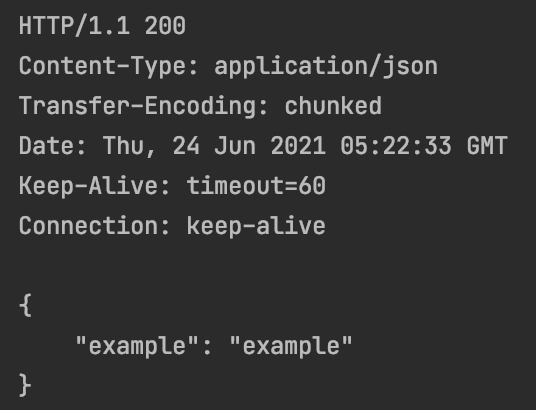 HTTP/1.1 200
Content-Type: application/json
Transfer-Encoding: chunked
Date: Thu, 24 Jun 2021 05:22:33 GMT
Keep-Alive: timeout=60
Connection: keep-alive

{
    "example": "example"
}